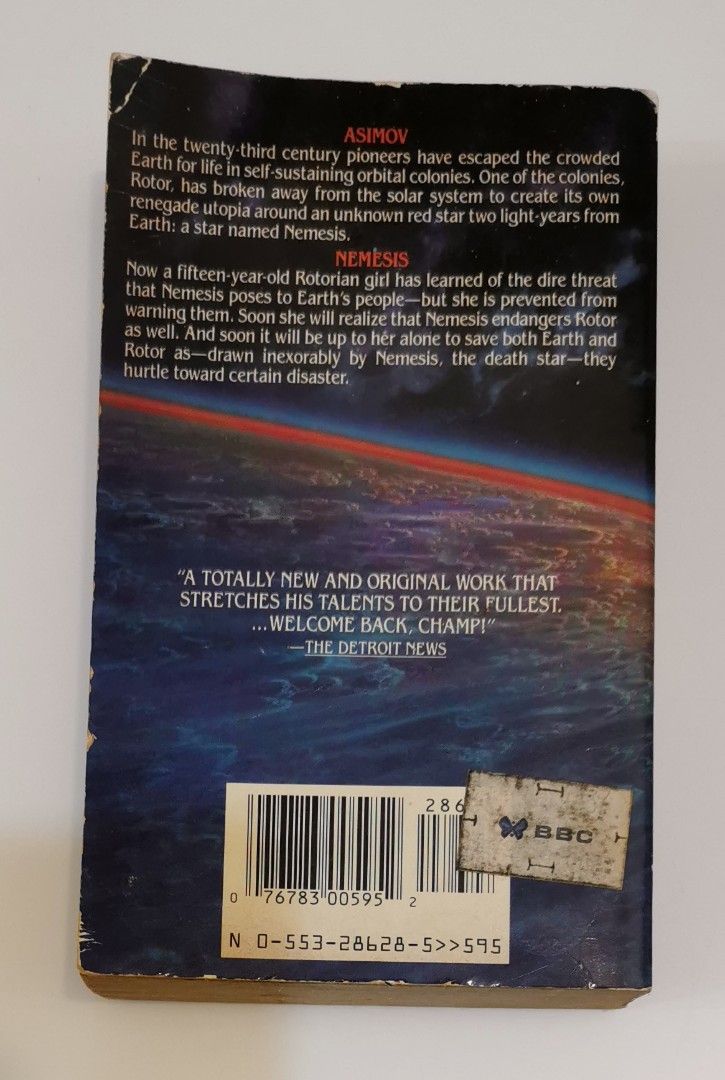 ASIMOV
In the twenty-third century pioneers have escaped the crowded
Earth for life in self-sustaining orbital colonies. One of the colonies,
Rotor, has broken away from the solar system to create its own
renegade utopia around an unknown red star two light-years from
Earth: a star named Nemesis.
NEMESIS
Now a fifteen-year-old Rotorian girl has learned of the dire threat
that Nemesis poses to Earth's people—but she is prevented from
warning them. Soon she will realize that Nemesis endangers Rotor
as well. And soon it will be up to her alone to save both Earth and
Rotor as—drawn inexorably by Nemesis, the death star—they
hurtle toward certain disaster.
"A TOTALLY NEW AND ORIGINAL WORK THAT
STRETCHES HIS TALENTS TO THEIR FULLEST.
...WELCOME BACK, CHAMP!"
—THE DETROIT NEWS
286
BBC
0 76783 00595 2
N 0-553-28628-5>>595